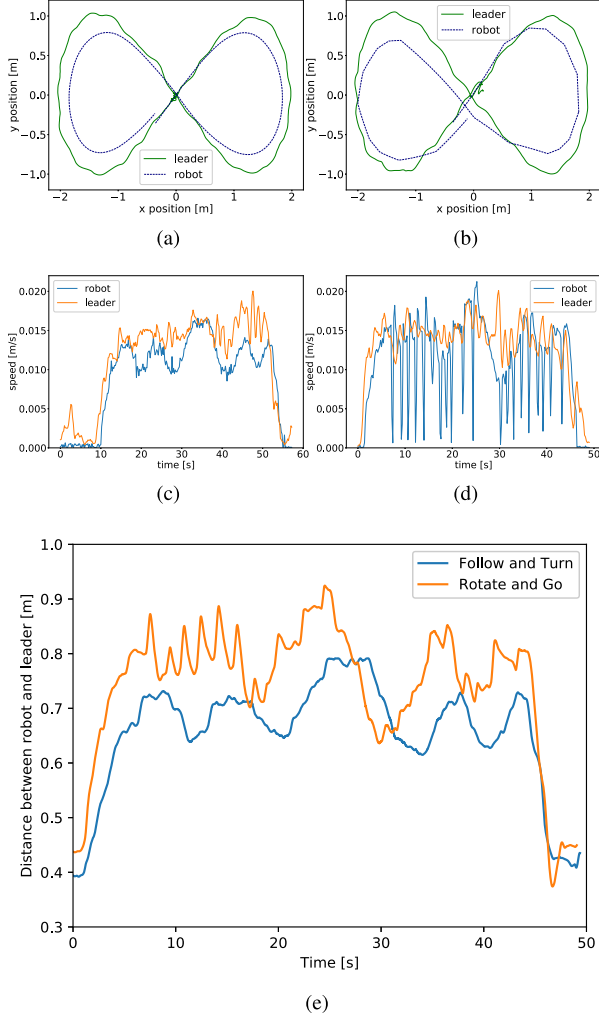 1.0
0.5
0.0
−0.5
−1.0
y position [m]
leader
robot
−2 −1 0 1 2
x position [m]
(a)
1.0
0.5
0.0
−0.5
−1.0
y position [m]
leader
robot
−2 −1 0 1 2
x position [m]
(b)
0.020
0.015
0.010
0.005
0.000
speed [m/s]
robot
leader
0 10 20 30 40 50 60
time [s]
(c)
0.020
0.015
0.010
0.005
0.000
speed [m/s]
robot
leader
0 10 20 30 40 50
time [s]
(d)
1.0
0.9
0.8
0.7
0.6
0.5
0.4
0.3
Distance between robot and leader [m]
Follow and Turn
Rotate and Go
0 10 20 30 40 50
Time [s]
(e)